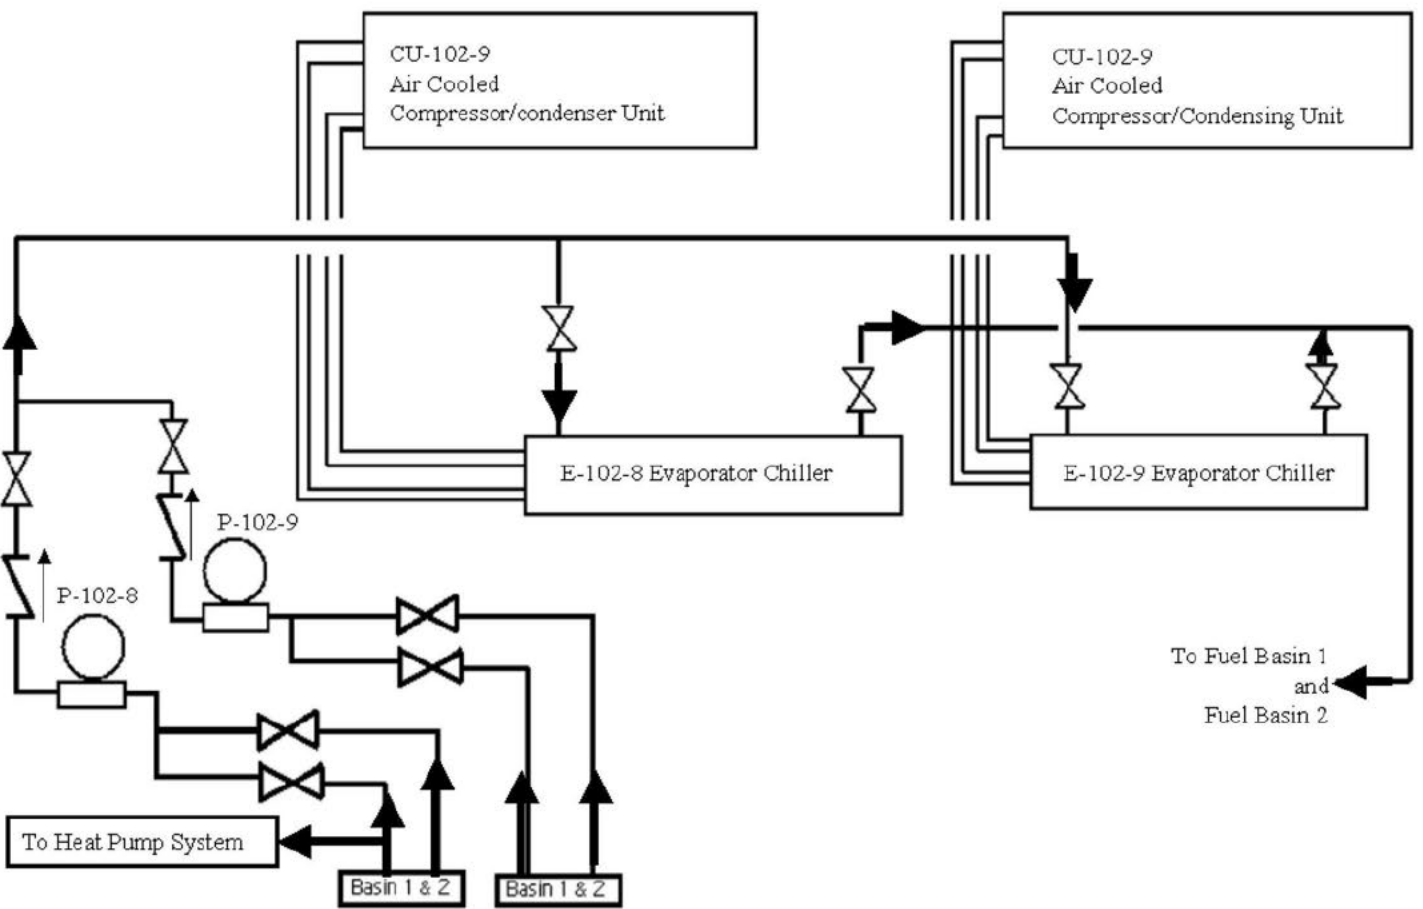 CU-102-9
Air Cooled
Compressor/condenser Unit
CU-102-9
Air Cooled
Compressor/Condensing Unit
E-102-8 Evaporator Chiller
E-102-9 Evaporator Chiller
P-102-9
P-102-8
To Fuel Basin 1
and
Fuel Basin 2
To Heat Pump System
Basin 1 & 2
Basin 1 & 2